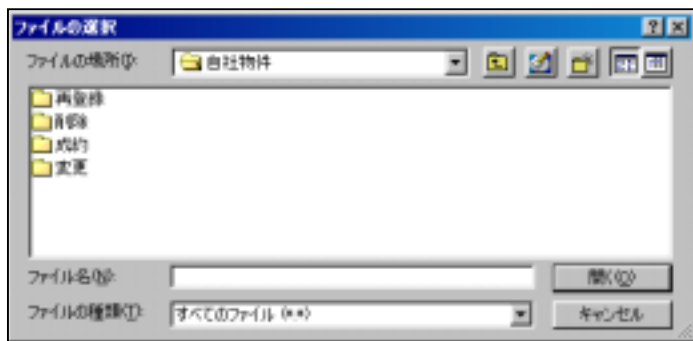 ファイルの選択
ファイルの場所(I): 自社物件
再登録
削除
成約
変更
ファイル名(N): 開く(O)
ファイルの種類(T): すべてのファイル (*.*) キャンセル